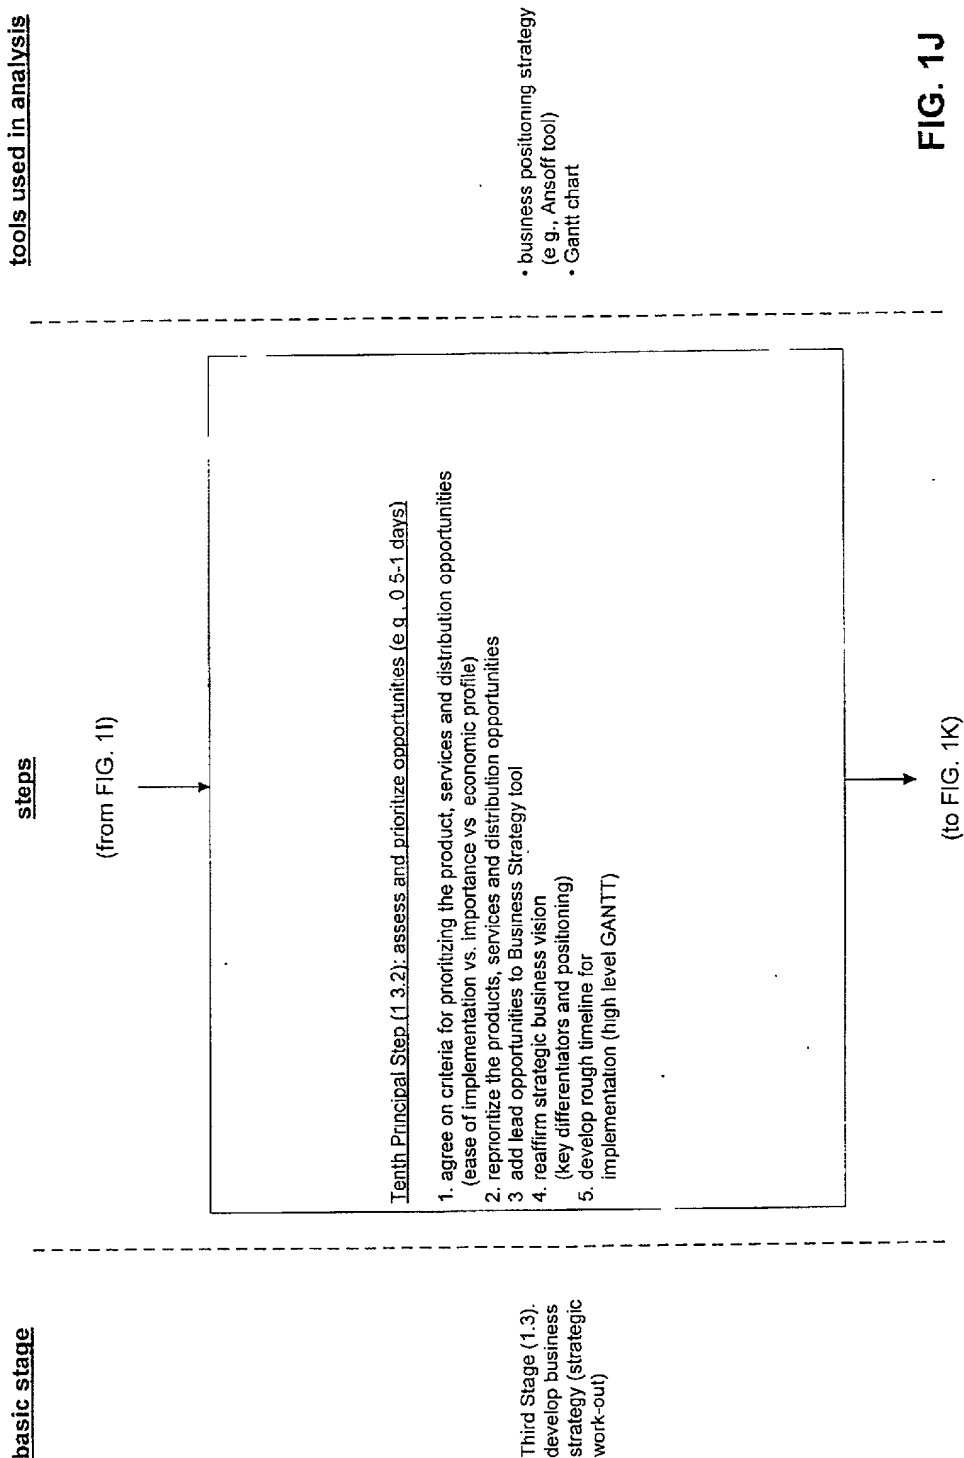 basic stage
steps
tools used in analysis
(from FIG. 1I)
Third Stage (1.3).
develop business
strategy (strategic
work-out)
Tenth Principal Step (1 3.2): assess and prioritize opportunities (e g , 0 5-1 days)
1. agree on criteria for prioritizing the product, services and distribution opportunities
(ease of implementation vs. importance vs economic profile)
2. reprioritize the products, services and distribution opportunities
3 add lead opportunities to Business Strategy tool
4. reaffirm strategic business vision
(key differentiators and positioning)
5. develop rough timeline for
implementation (high level GANTT)
• business positioning strategy
(e g., Ansoff tool)
• Gantt chart
(to FIG. 1K)
FIG. 1J